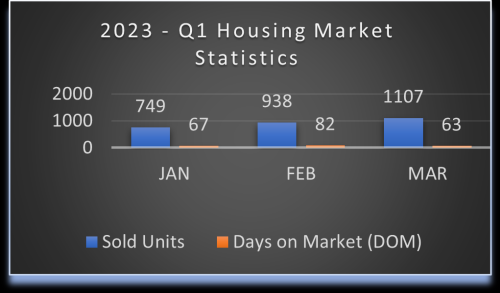 2023 - Q1 Housing Market
Statistics
2000
1000
0
749
67
938
82
1107
63
JAN
FEB
MAR
Sold Units
Days on Market (DOM)